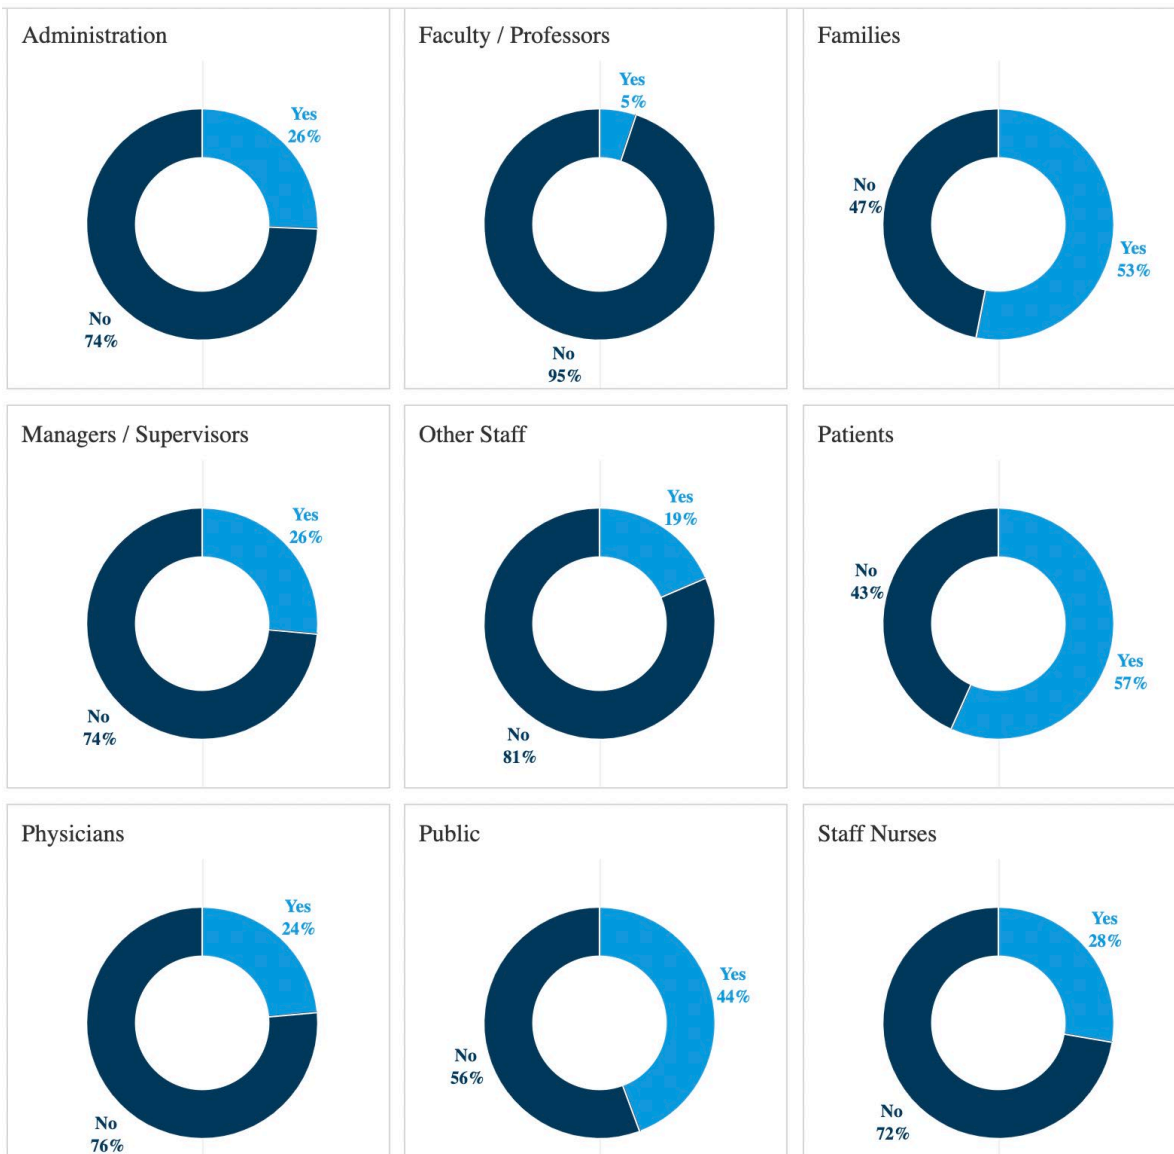 Administration
Yes
26%
No
74%
Faculty / Professors
Yes
5%
No
95%
Families
No
47%
Yes
53%
Managers / Supervisors
Yes
26%
No
74%
Other Staff
Yes
19%
No
81%
Patients
No
43%
Yes
57%
Physicians
Yes
24%
No
76%
Public
Yes
44%
No
56%
Staff Nurses
Yes
28%
No
72%